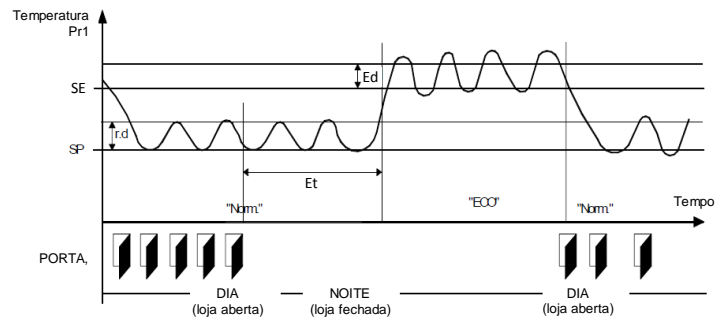 Temperatura
Pr1
Ed
SE
r.d
SP
Et
"Norm."
"ECO"
"Norm."
Tempo
PORTA,
DIA
(loja aberta)
NOITE
(loja fechada)
DIA
(loja aberta)